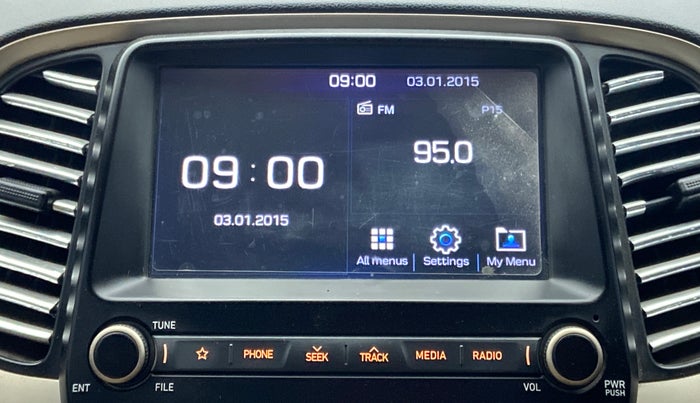 09:00 03.01.2015
FM P15
95.0
09:00
03.01.2015
All menus Settings My Menu
TUNE
PHONE SEEK TRACK MEDIA RADIO
ENT FILE VOL PWR
PUSH